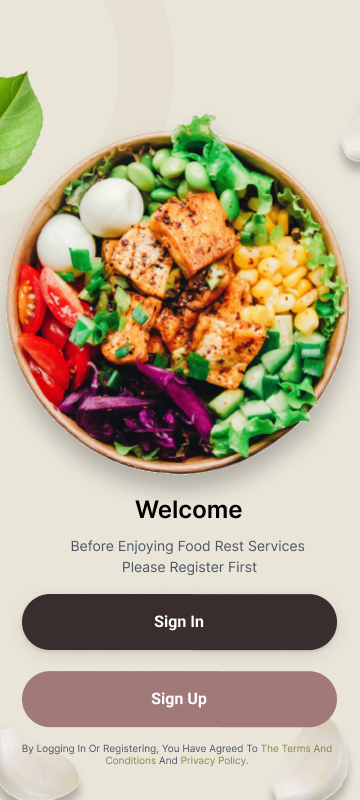 Welcome
Before Enjoying Food Rest Services
Please Register First
Sign In
Sign Up
By Logging In Or Registering, You Have Agreed To The Terms And
Conditions And Privacy Policy.